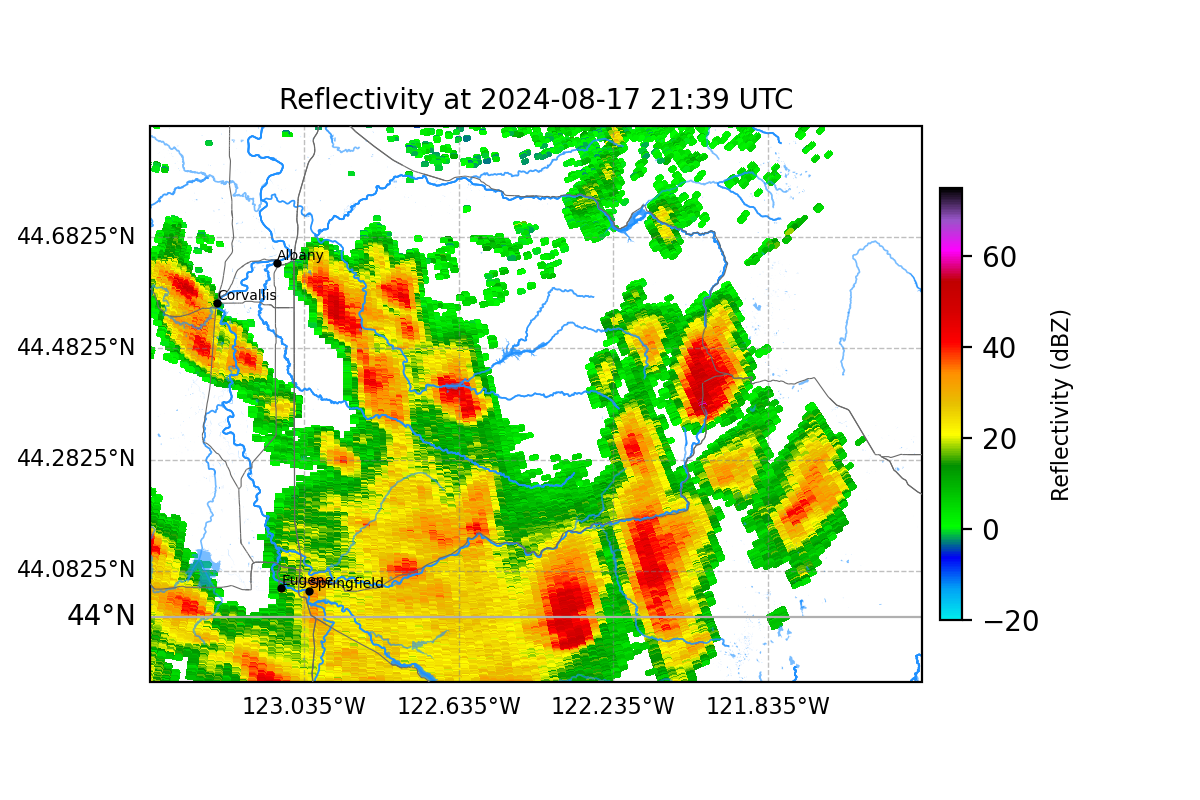 Reflectivity at 2024-08-17 21:39 UTC
44.6825°N
44.4825°N
44.2825°N
44.0825°N
44°N
Albany
Corvallis
Eugene
Springfield
123.035°W
122.635°W
122.235°W
121.835°W
60
40
20
0
−20
Reflectivity (dBZ)